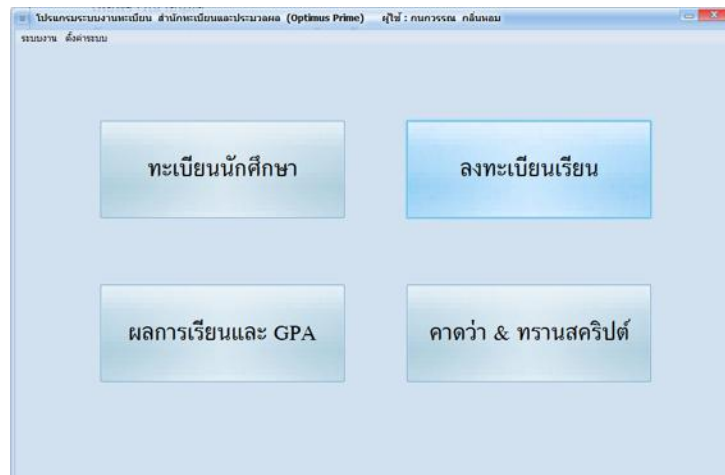 โปรแกรมระบบงานทะเบียน สำนักทะเบียนและประมวลผล (Optimus Prime) ผู้ใช้ : กนกวรรณ กลิ่นหอม
ระบบงาน ตั้งค่าระบบ
ทะเบียนนักศึกษา ลงทะเบียนเรียน
ผลการเรียนและ GPA คาดว่า & ทรานสคริปต์